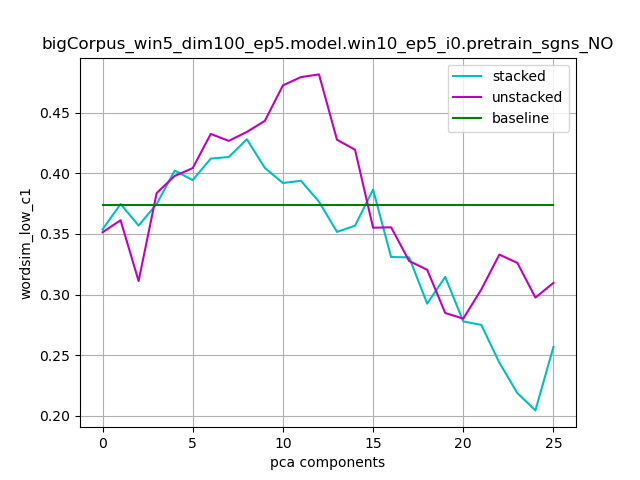 bigCorpus_win5_dim100_ep5.model.win10_ep5_i0.pretrain_sgns_NO
stacked
unstacked
baseline
0.45
0.40
0.35
0.30
0.25
0.20
wordsim_low_c1
0 5 10 15 20 25
pca components